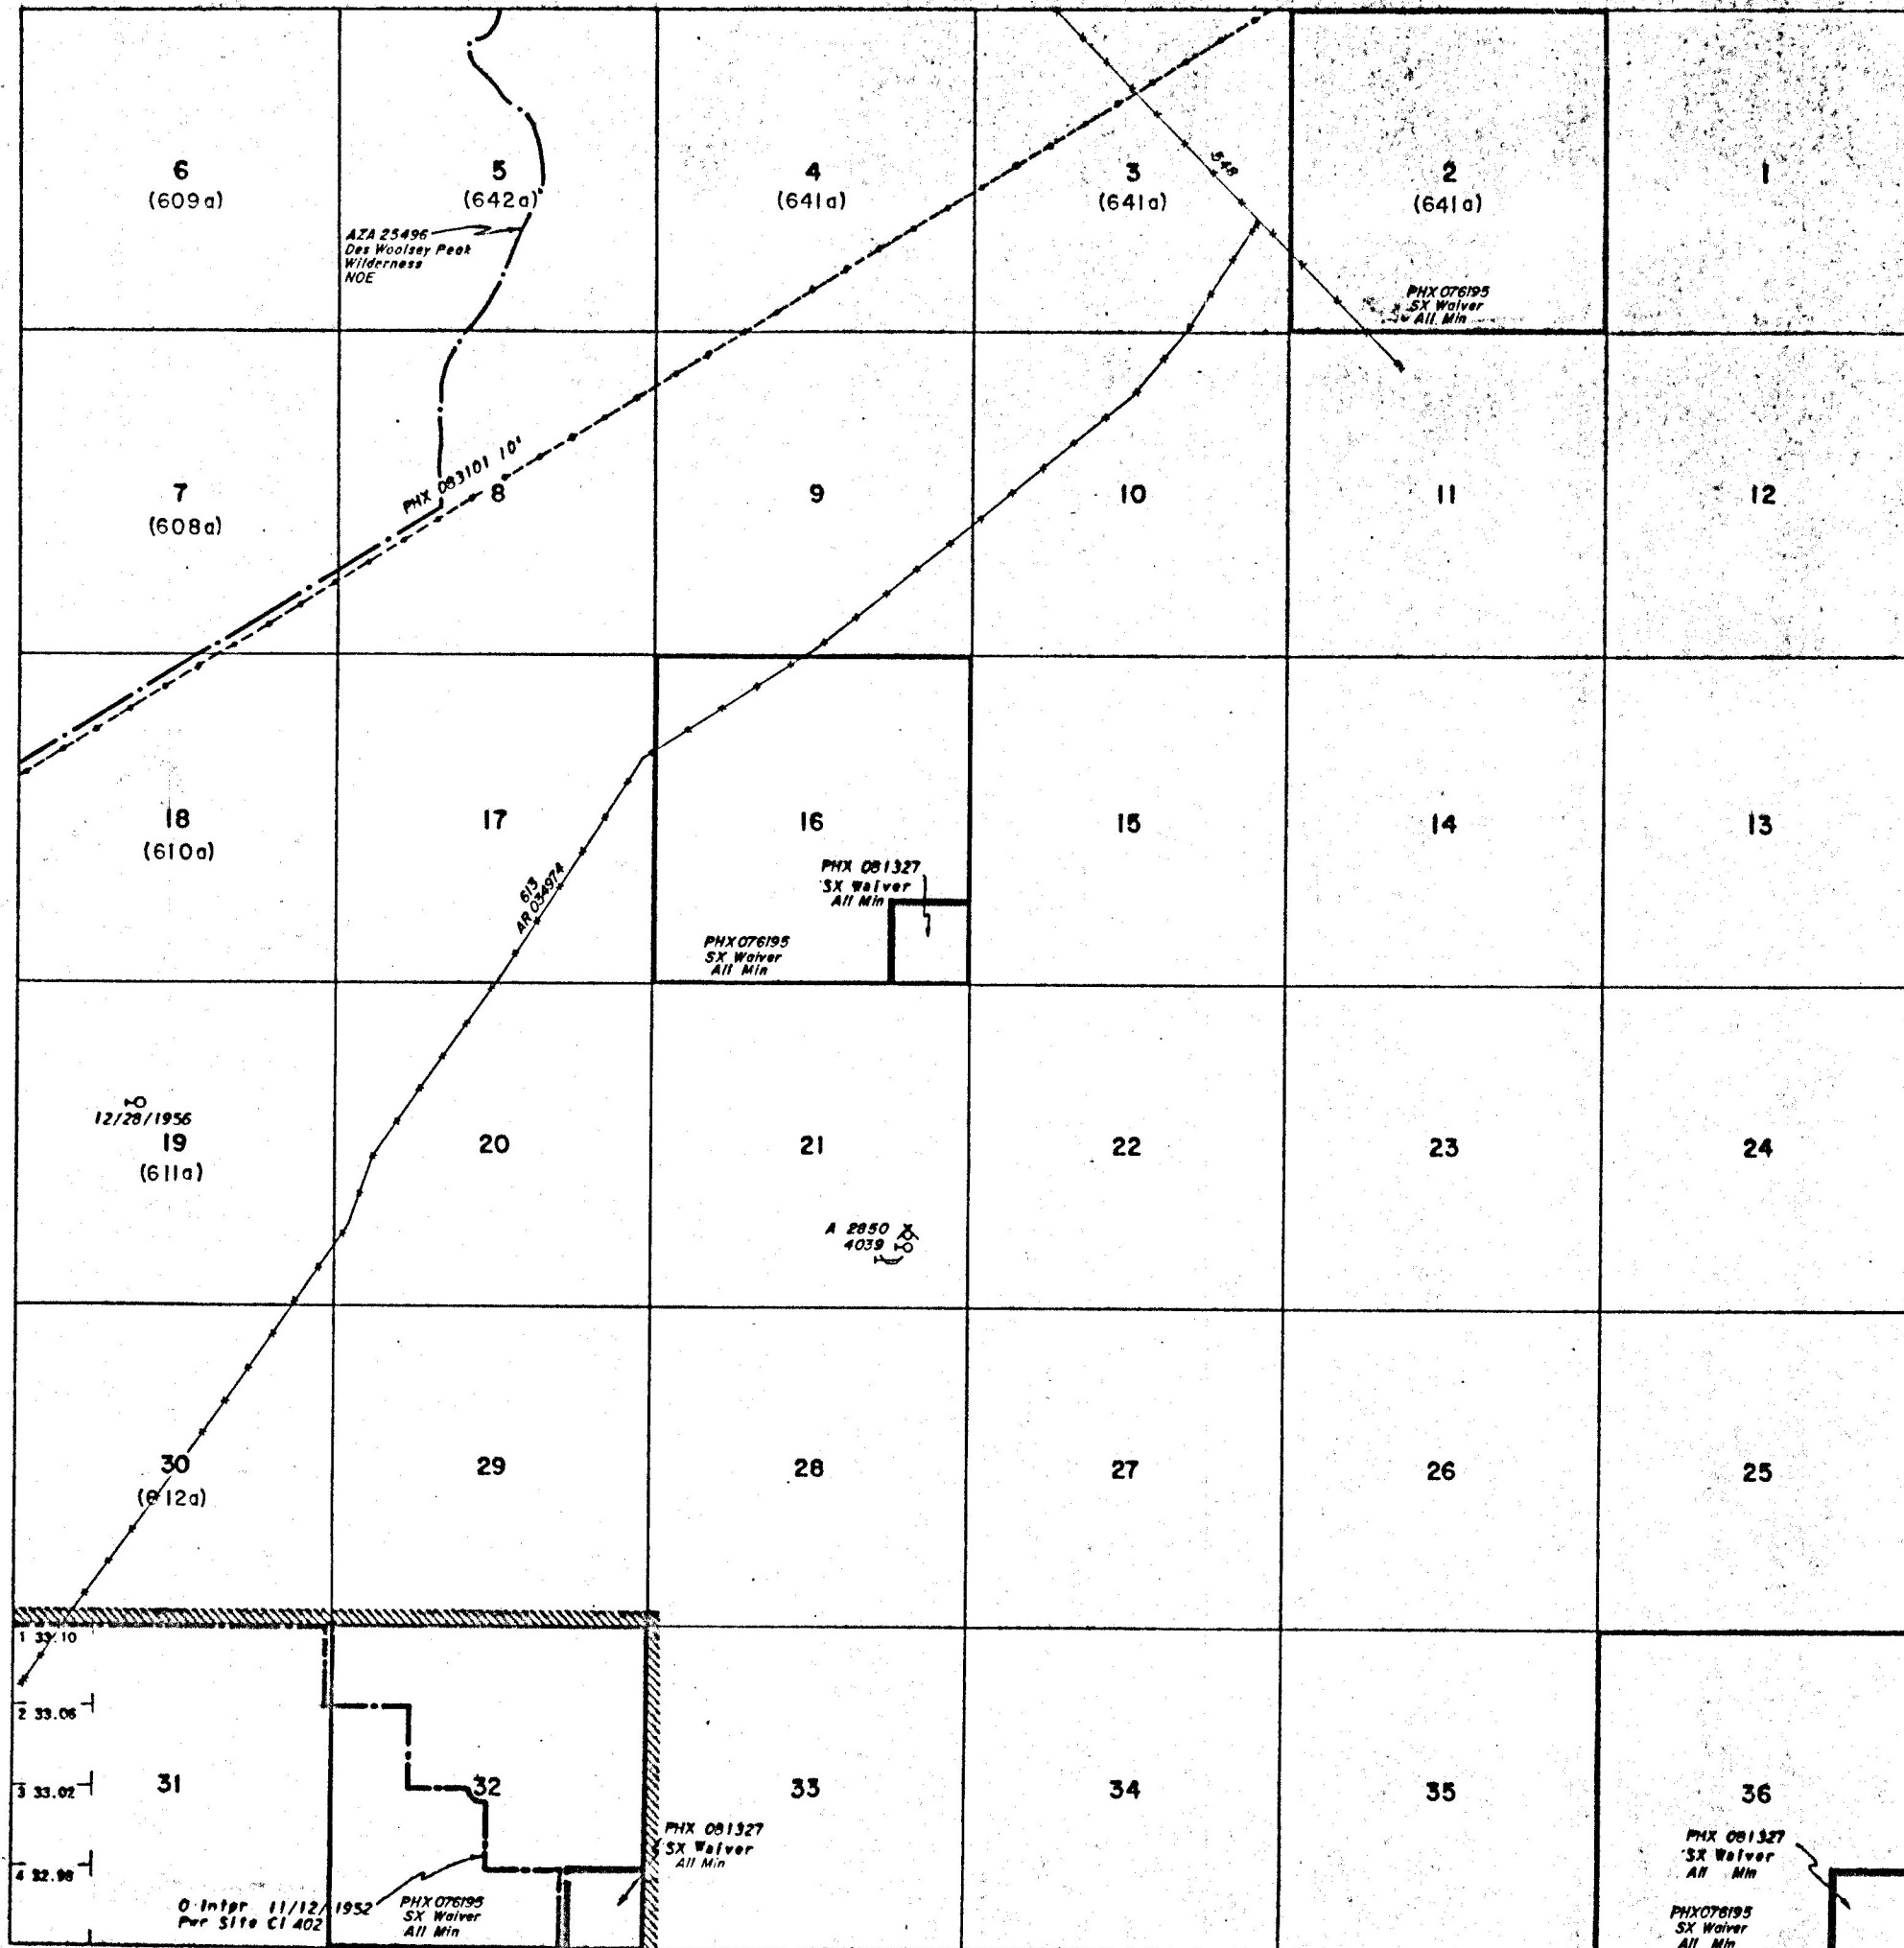 6
(609a)
5
(642a)
4
(641a)
3
(641a)
548
2
(641a)
1
AZA 25496
Des Woolsey Peak
Wilderness
NOE
PHX 076195
SX Waiver
All Min
7
(608a)
PHX 083101 10'
8
9
10
11
12
18
(610a)
17
16
15
14
13
613
AR 034974
PHX 081327
SX Waiver
All Min
PHX 076195
SX Waiver
All Min
12/28/1956
19
(611a)
20
21
22
23
24
A 2850
4039
30
(612a)
29
28
27
26
25
1 33.10
2 33.06
3 33.02
4 32.98
31
32
33
34
35
36
PHX 081327
SX Waiver
All Min
O Intpr 11/12/1952
Pwr Site Cl 402
PHX 076195
SX Waiver
All Min
PHX 081327
SX Waiver
All Min
PHX 076195
SX Waiver
All Min